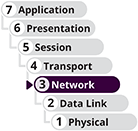 7 Application
6 Presentation
5 Session
4 Transport
3 Network
2 Data Link
1 Physical